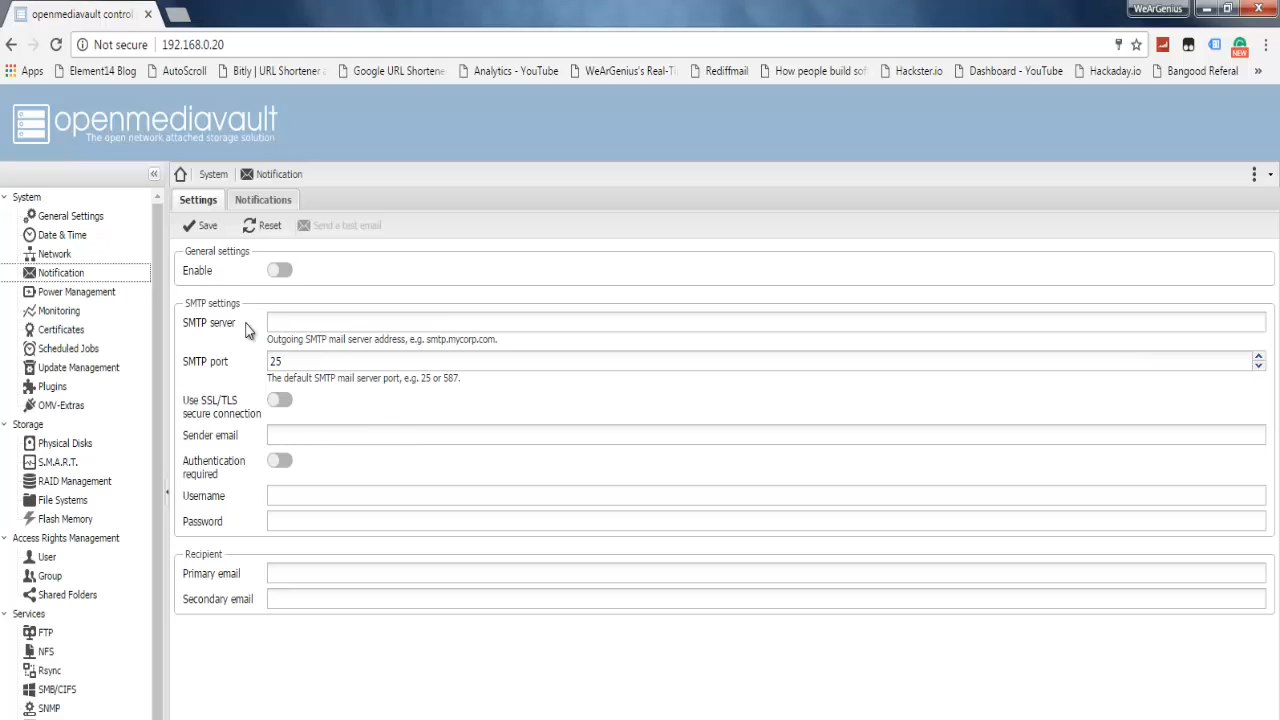 openmediavault control
WeArGenius
Not secure
192.168.0.20
NEW
Apps
Element14 Blog
AutoScroll
Bitly | URL Shortener a
Google URL Shortene
Analytics - YouTube
WeArGenius's Real-Ti
Rediffmail
How people build sof
Hackster.io
Dashboard - YouTube
Hackaday.io
Bangood Referal
»
openmediavault
The open network attached storage solution
System
General Settings
Date & Time
Network
Notification
Power Management
Monitoring
Certificates
Scheduled Jobs
Update Management
Plugins
OMV-Extras
Storage
Physical Disks
S.M.A.R.T.
RAID Management
File Systems
Flash Memory
Access Rights Management
User
Group
Shared Folders
Services
FTP
NFS
Rsync
SMB/CIFS
SNMP
System
Notification
Settings
Notifications
Save
Reset
Send a test email
General settings
Enable
SMTP settings
SMTP server
Outgoing SMTP mail server address, e.g. smtp.mycorp.com.
SMTP port
25
The default SMTP mail server port, e.g. 25 or 587.
Use SSL/TLS
secure connection
Sender email
Authentication
required
Username
Password
Recipient
Primary email
Secondary email